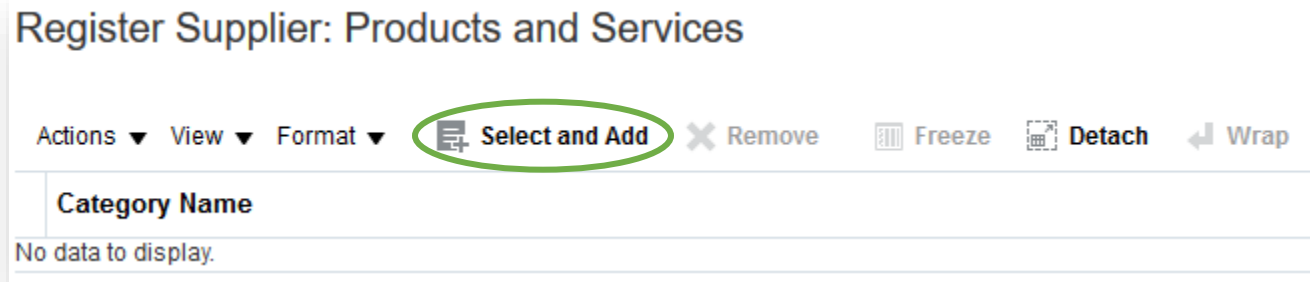 Register Supplier: Products and Services
Actions View Format Select and Add Remove Freeze Detach Wrap
Category Name
No data to display.